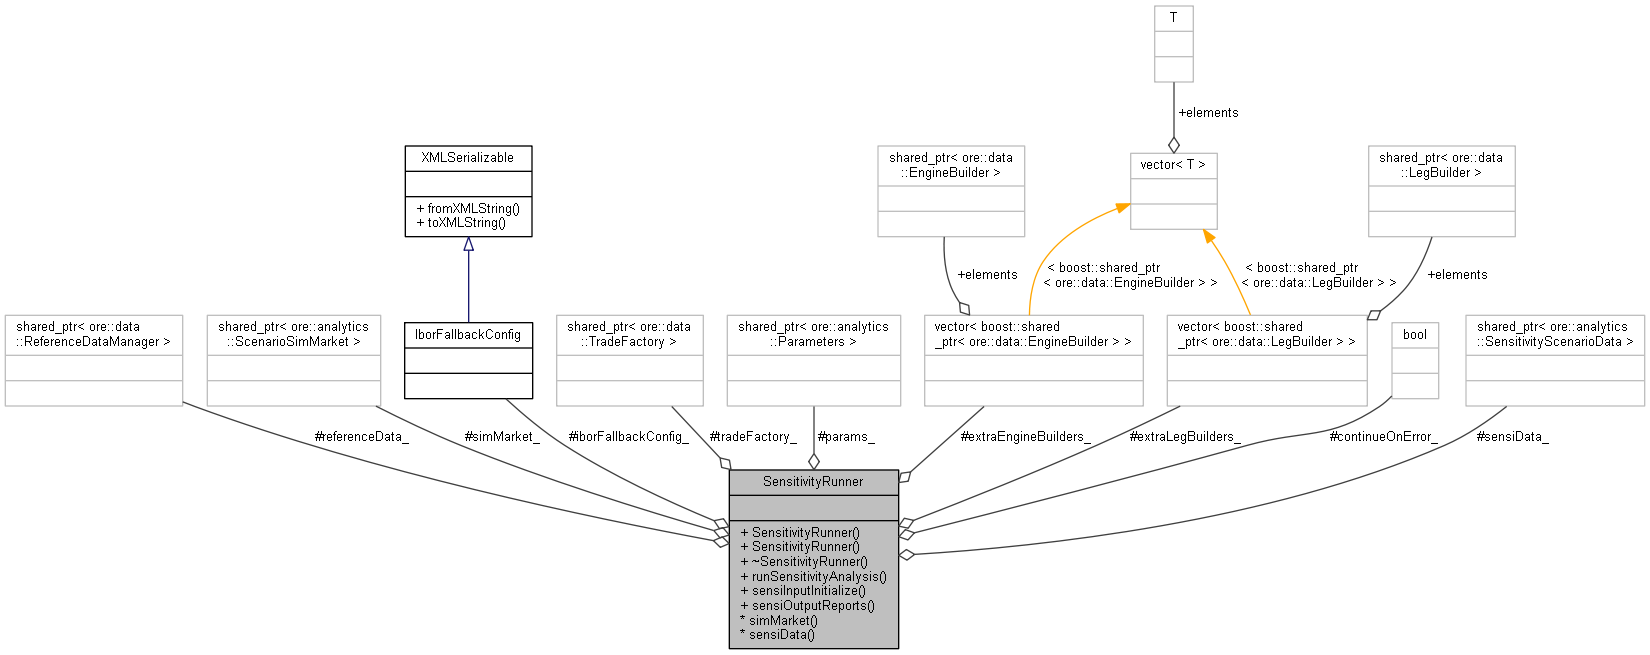 T
+elements
XMLSerializable
+ fromXMLString()
+ toXMLString()
shared_ptr< ore::data
::EngineBuilder >
vector< T >
shared_ptr< ore::data
::LegBuilder >
+elements
< boost::shared_ptr
< ore::data::EngineBuilder > >
< boost::shared_ptr
< ore::data::LegBuilder > >
+elements
shared_ptr< ore::data
::ReferenceDataManager >
shared_ptr< ore::analytics
::ScenarioSimMarket >
IborFallbackConfig
shared_ptr< ore::data
::TradeFactory >
shared_ptr< ore::analytics
::Parameters >
vector< boost::shared
_ptr< ore::data::EngineBuilder > >
vector< boost::shared
_ptr< ore::data::LegBuilder > >
bool
shared_ptr< ore::analytics
::SensitivityScenarioData >
#referenceData_
#simMarket_
#iborFallbackConfig_
#tradeFactory_
#params_
#extraEngineBuilders_
#extraLegBuilders_
#continueOnError_
#sensiData_
SensitivityRunner
+ SensitivityRunner()
+ SensitivityRunner()
+ ~SensitivityRunner()
+ runSensitivityAnalysis()
+ sensiInputInitialize()
+ sensiOutputReports()
* simMarket()
* sensiData()